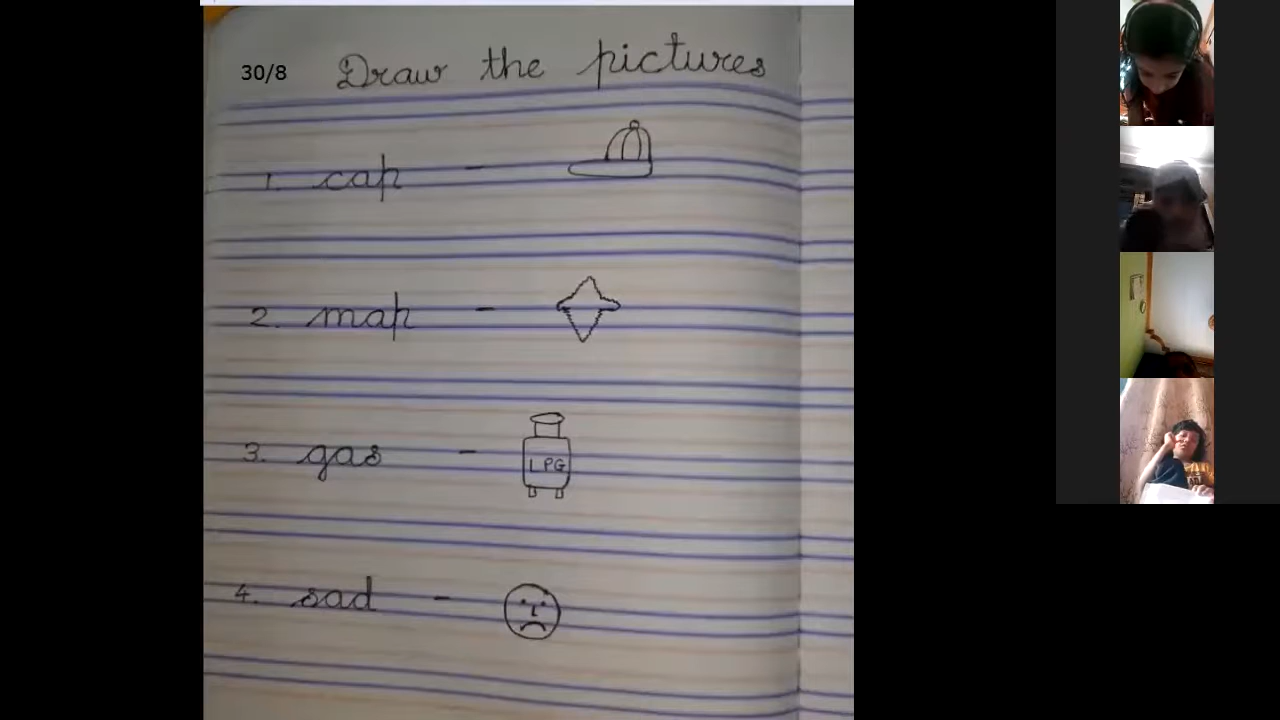 30/8 Draw the pictures
1. cap -
2. map -
3. gas - LPG
4. sad -